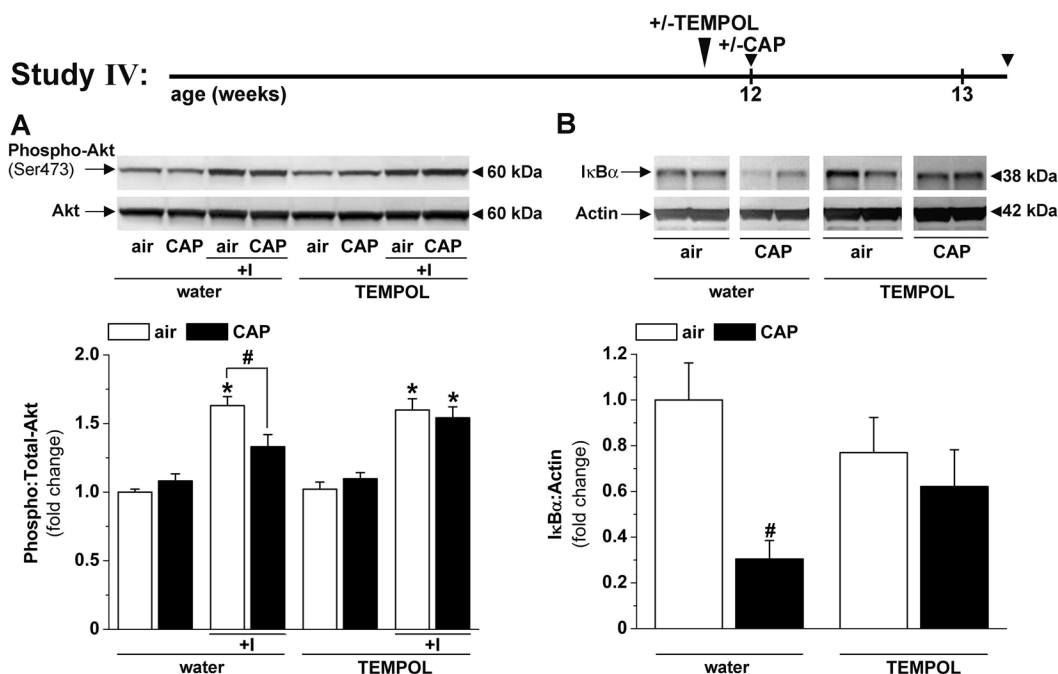 +/-TEMPOL
+/-CAP
Study IV:
age (weeks)
12
13
A
Phospho-Akt
(Ser473)
60 kDa
Akt
60 kDa
air CAP air CAP air CAP air CAP
+I +I
water TEMPOL
air CAP
2.0
1.5
1.0
0.5
0
Phospho:Total-Akt
(fold change)
#
*
*
*
+I +I
water TEMPOL
B
IκBα
38 kDa
Actin
42 kDa
air CAP air CAP
water TEMPOL
air CAP
1.2
1.0
0.8
0.6
0.4
0.2
0
IκBα:Actin
(fold change)
#
water TEMPOL